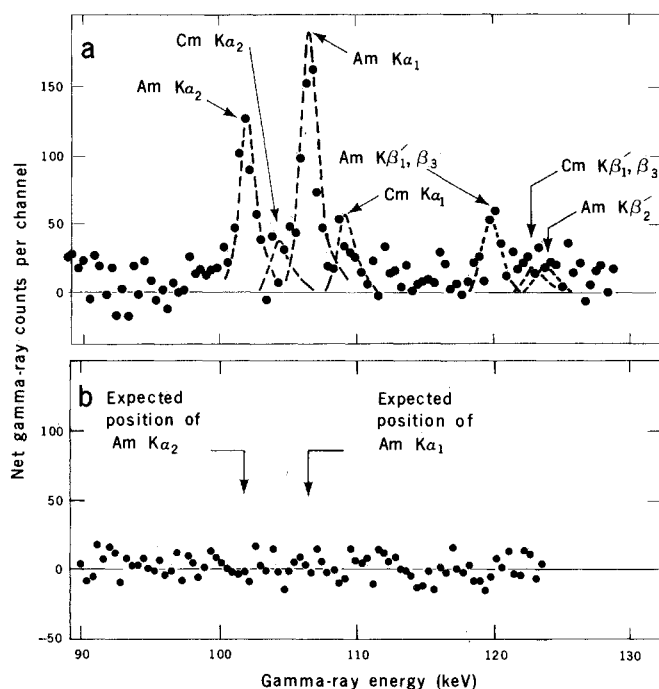 a
Cm Kα₂
Am Kα₁
Am Kα₂
Am Kβ₁′, β₃
Cm Kα₁
Cm Kβ₁′, β₃
Am Kβ₂′
150
100
50
0
Net gamma-ray counts per channel
b
Expected
position of
Am Kα₂
Expected
position of
Am Kα₁
100
50
0
−50
90
100
110
120
130
Gamma-ray energy (keV)